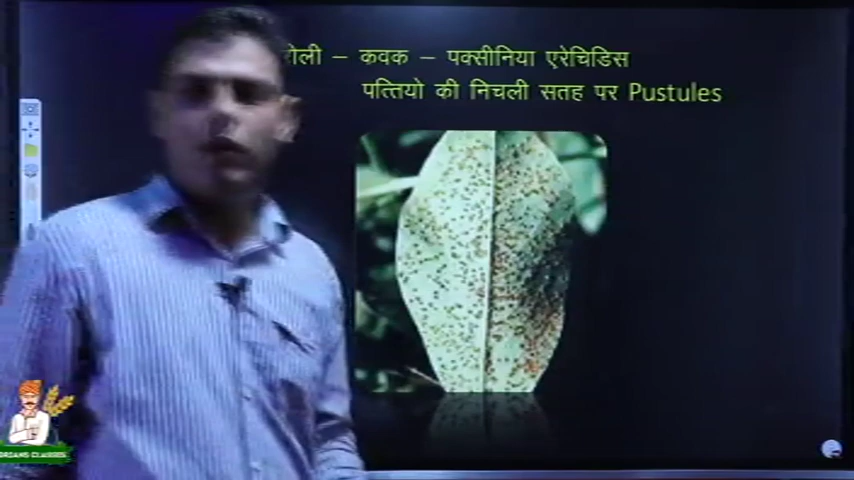 रोली – कवक – पक्सीनिया एरेचिडिस
पत्तियो की निचली सतह पर Pustules